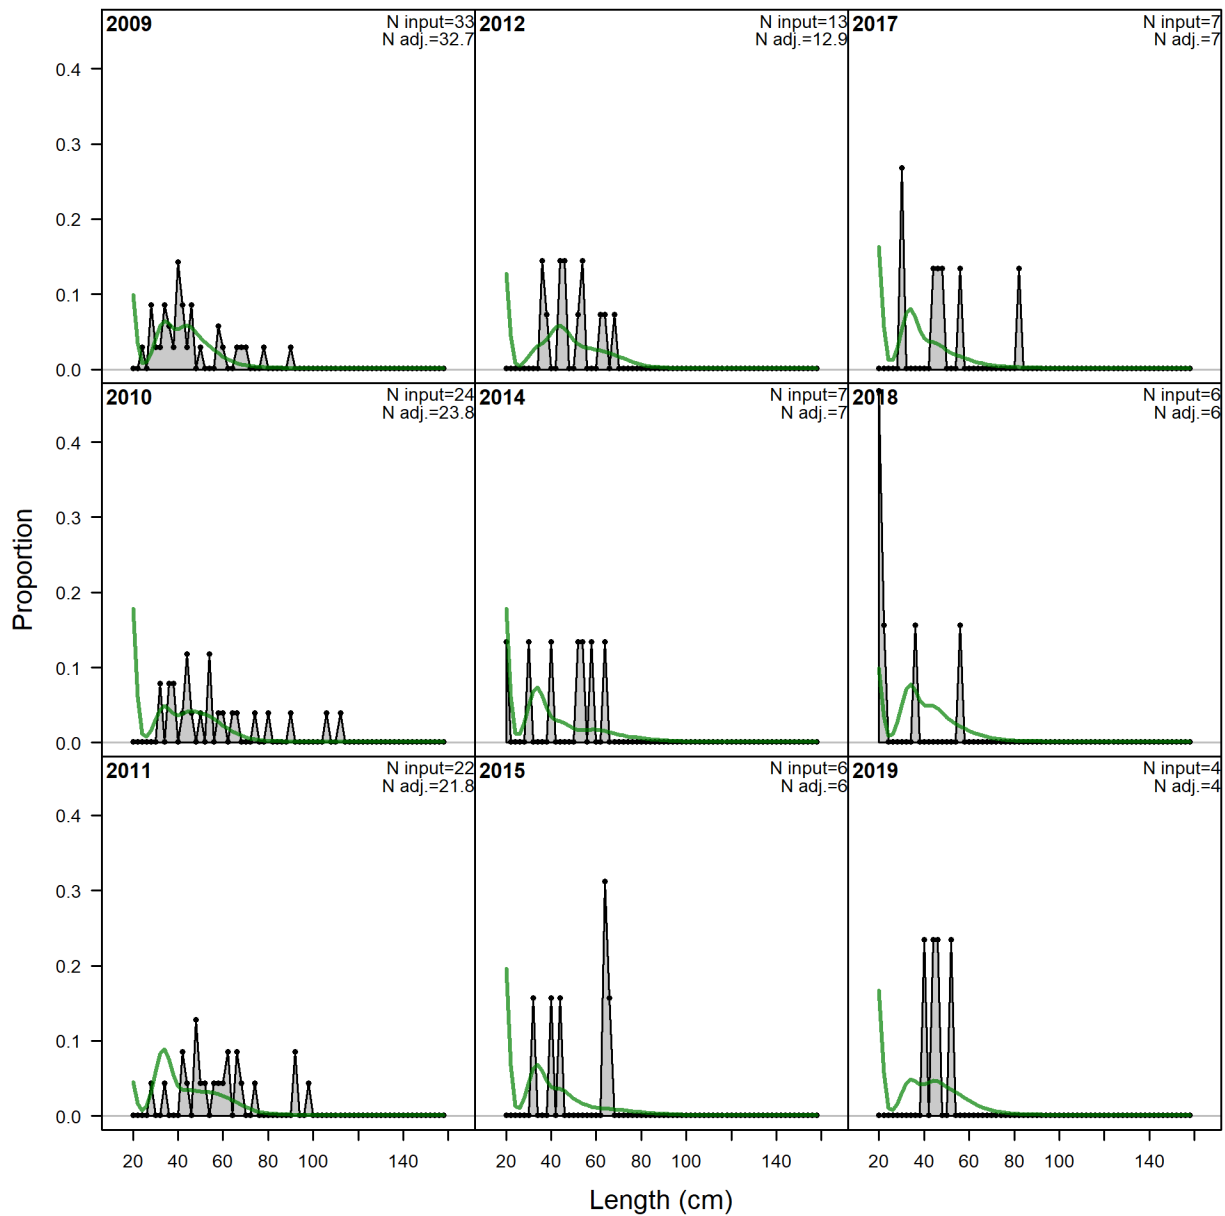 2009
N input=33
N adj.=32.7
2012
N input=13
N adj.=12.9
2017
N input=7
N adj.=7
0.4
0.3
0.2
0.1
0.0
2010
N input=24
N adj.=23.8
2014
N input=7
N adj.=7
2018
N input=6
N adj.=6
0.4
0.3
0.2
0.1
0.0
2011
N input=22
N adj.=21.8
2015
N input=6
N adj.=6
2019
N input=4
N adj.=4
0.4
0.3
0.2
0.1
0.0
Proportion
20 40 60 80 100 140
20 40 60 80 100 140
20 40 60 80 100 140
Length (cm)